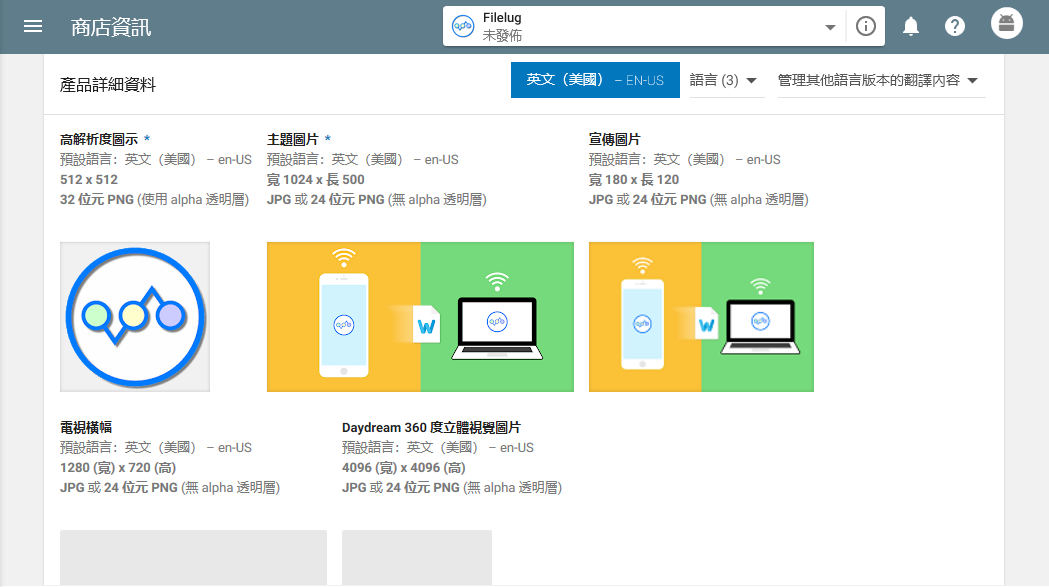 商店資訊
Filelug
未發佈
產品詳細資料
英文（美國） – EN-US
語言 (3)
管理其他語言版本的翻譯內容
高解析度圖示 *
預設語言：英文（美國） – en-US
512 x 512
32 位元 PNG (使用 alpha 透明層)
主題圖片 *
預設語言：英文（美國） – en-US
寬 1024 x 長 500
JPG 或 24 位元 PNG (無 alpha 透明層)
宣傳圖片
預設語言：英文（美國） – en-US
寬 180 x 長 120
JPG 或 24 位元 PNG (無 alpha 透明層)
W
W
電視橫幅
預設語言：英文（美國） – en-US
1280 (寬) x 720 (高)
JPG 或 24 位元 PNG (無 alpha 透明層)
Daydream 360 度立體視覺圖片
預設語言：英文（美國） – en-US
4096 (寬) x 4096 (高)
JPG 或 24 位元 PNG (無 alpha 透明層)